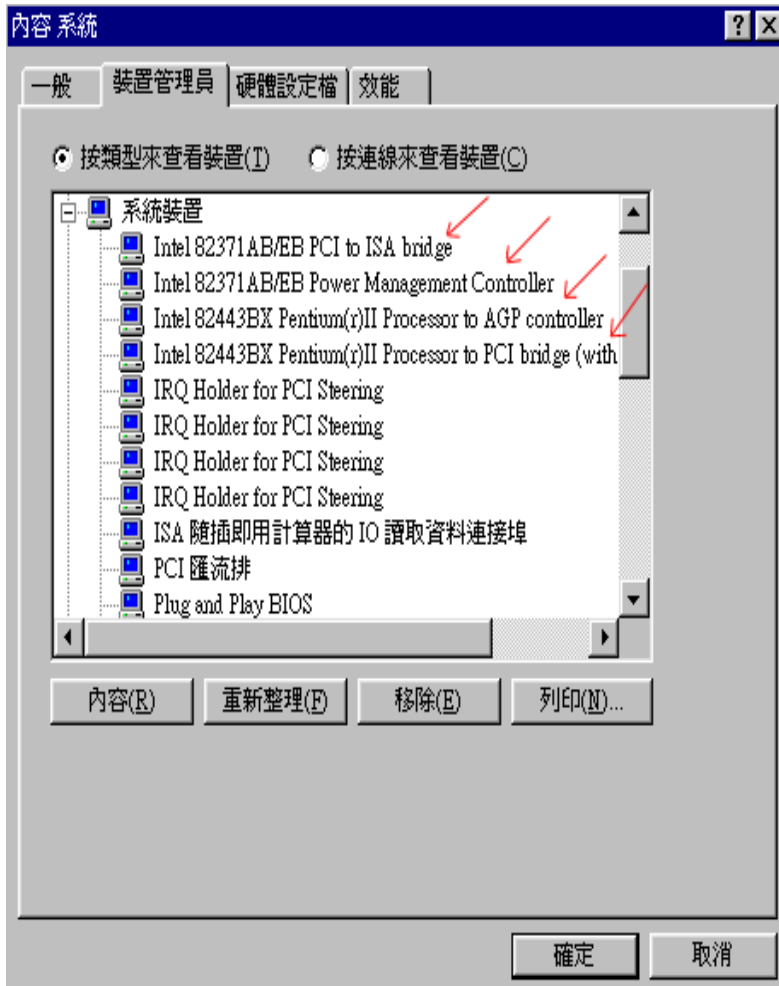 內容 系統
一般 裝置管理員 硬體設定檔 效能
按類型來查看裝置(T) 按連線來查看裝置(C)
系統裝置
Intel 82371AB/EB PCI to ISA bridge
Intel 82371AB/EB Power Management Controller
Intel 82443BX Pentium(r)II Processor to AGP controller
Intel 82443BX Pentium(r)II Processor to PCI bridge (with
IRQ Holder for PCI Steering
IRQ Holder for PCI Steering
IRQ Holder for PCI Steering
IRQ Holder for PCI Steering
ISA 隨插即用計算器的 IO 讀取資料連接埠
PCI 匯流排
Plug and Play BIOS
內容(R) 重新整理(F) 移除(E) 列印(N)...
確定 取消